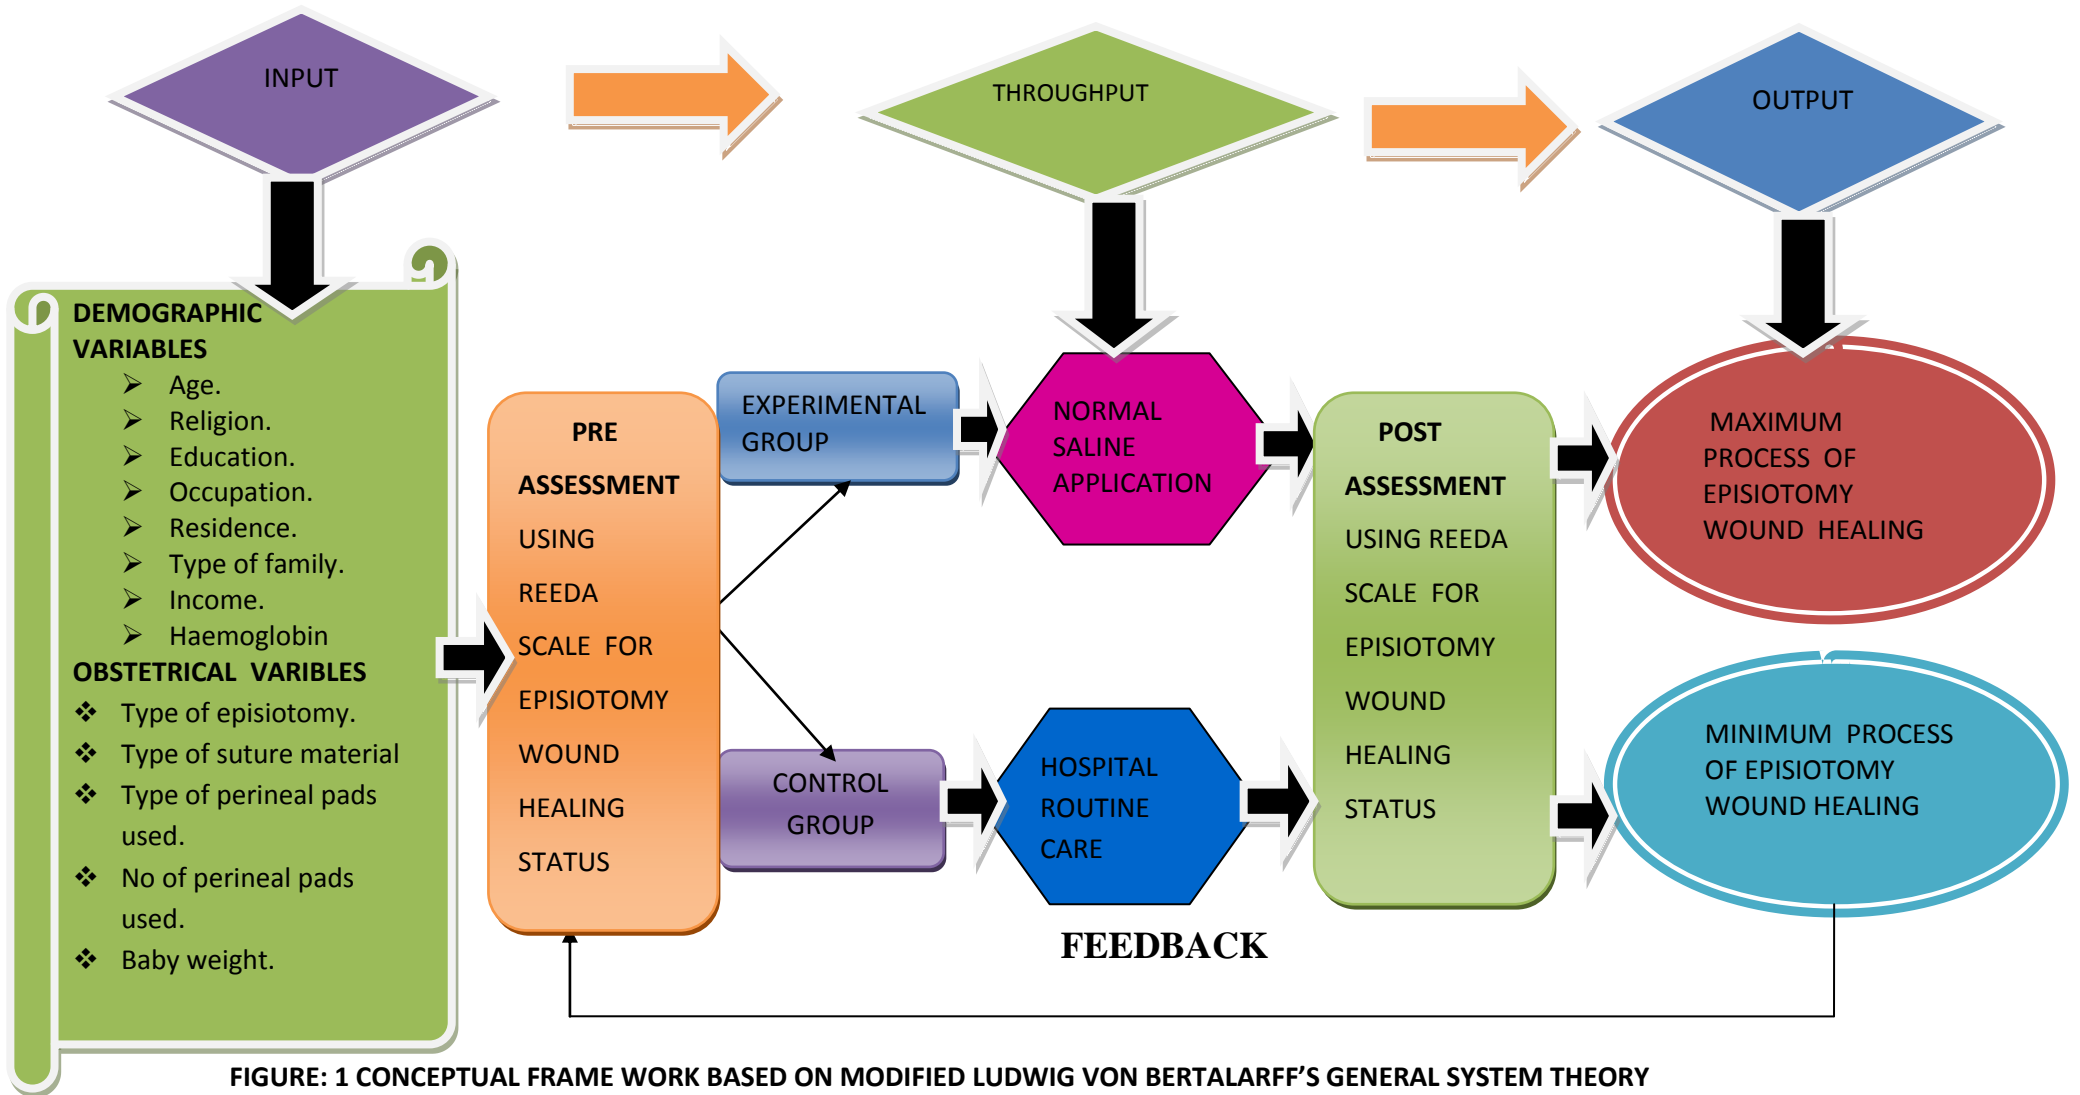 INPUT
THROUGHPUT
OUTPUT
DEMOGRAPHIC
VARIABLES
Age.
Religion.
Education.
Occupation.
Residence.
Type of family.
Income.
Haemoglobin
OBSTETRICAL VARIBLES
Type of episiotomy.
Type of suture material
Type of perineal pads
used.
No of perineal pads
used.
Baby weight.
PRE
ASSESSMENT
USING
REEDA
SCALE FOR
EPISIOTOMY
WOUND
HEALING
STATUS
EXPERIMENTAL
GROUP
CONTROL
GROUP
NORMAL
SALINE
APPLICATION
HOSPITAL
ROUTINE
CARE
POST
ASSESSMENT
USING REEDA
SCALE FOR
EPISIOTOMY
WOUND
HEALING
STATUS
MAXIMUM
PROCESS OF
EPISIOTOMY
WOUND HEALING
MINIMUM PROCESS
OF EPISIOTOMY
WOUND HEALING
FEEDBACK
FIGURE: 1 CONCEPTUAL FRAME WORK BASED ON MODIFIED LUDWIG VON BERTALARFF'S GENERAL SYSTEM THEORY